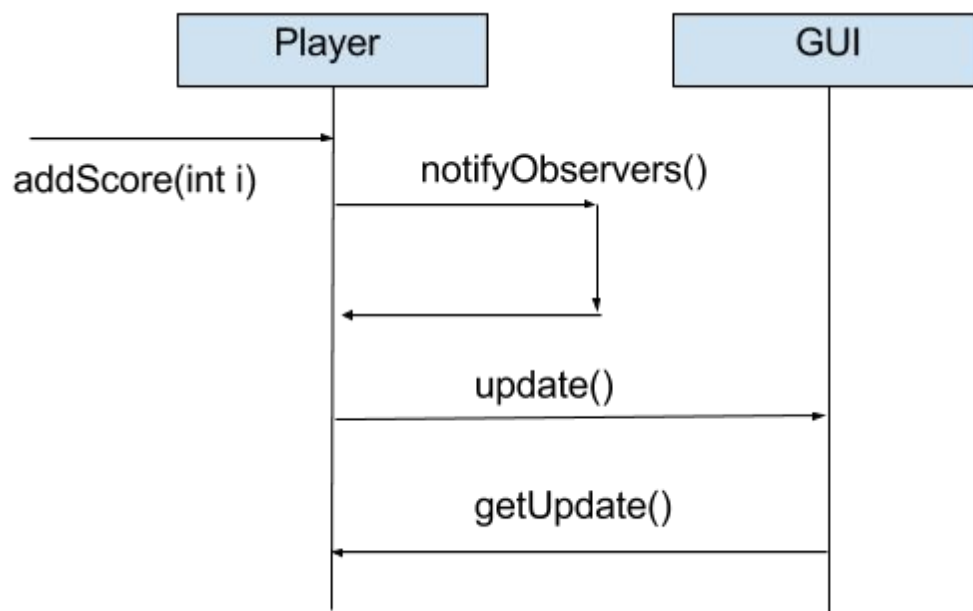 Player
GUI
addScore(int i)
notifyObservers()
update()
getUpdate()